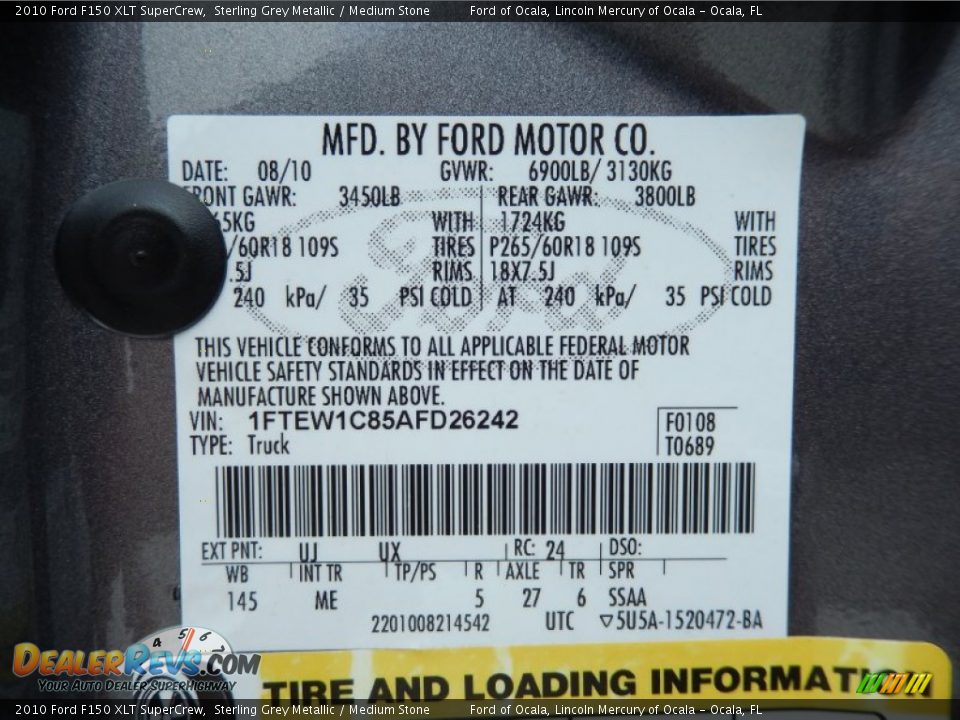 2010 Ford F150 XLT SuperCrew, Sterling Grey Metallic / Medium Stone Ford of Ocala, Lincoln Mercury of Ocala - Ocala, FL
MFD. BY FORD MOTOR CO.
DATE: 08/10 GVWR: 6900LB/ 3130KG
GAWR: 3450LB REAR GAWR: 3800LB
5KG WITH 1724KG WITH
/60R18 109S TIRES P265/60R18 109S TIRES
.5J RIMS 18X7.5J RIMS
240 kPa/ 35 PSI COLD AT 240 kPa/ 35 PSI COLD
Ford
THIS VEHICLE CONFORMS TO ALL APPLICABLE FEDERAL MOTOR
VEHICLE SAFETY STANDARDS IN EFFECT ON THE DATE OF
MANUFACTURE SHOWN ABOVE.
VIN: 1FTEW1C85AFD26242 F0108
TYPE: Truck T0689
EXT PNT: UJ UX RC: 24 DSO:
WB INT TR TP/PS R AXLE TR SPR
145 ME 5 27 6 SSAA
2201008214542 UTC ▽5U5A-1520472-BA
4 5 6
DEALERREVS.COM
YOUR AUTO DEALER SUPERHIGHWAY
TIRE AND LOADING INFORMATI
2010 Ford F150 XLT SuperCrew, Sterling Grey Metallic / Medium Stone Ford of Ocala, Lincoln Mercury of Ocala - Ocala, FL